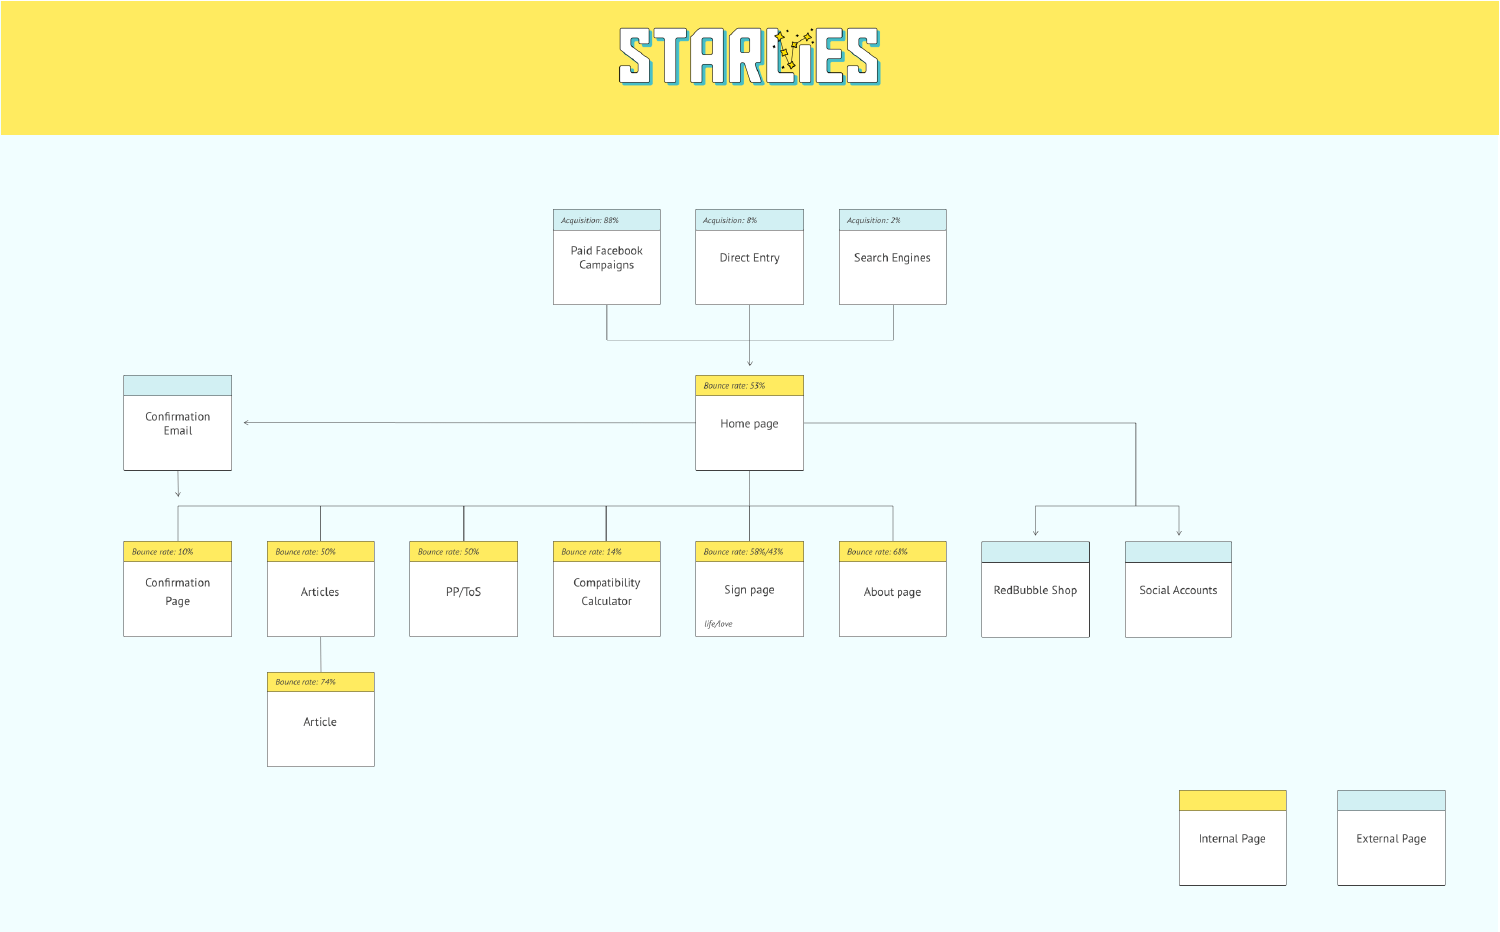 STARLIES
Acquisition: 88%
Paid Facebook
Campaigns
Acquisition: 8%
Direct Entry
Acquisition: 2%
Search Engines
Confirmation
Email
Bounce rate: 53%
Home page
Bounce rate: 10%
Confirmation
Page
Bounce rate: 50%
Articles
Bounce rate: 50%
PP/ToS
Bounce rate: 14%
Compatibility
Calculator
Bounce rate: 58%/43%
Sign page
life/love
Bounce rate: 68%
About page
RedBubble Shop
Social Accounts
Bounce rate: 74%
Article
Internal Page
External Page